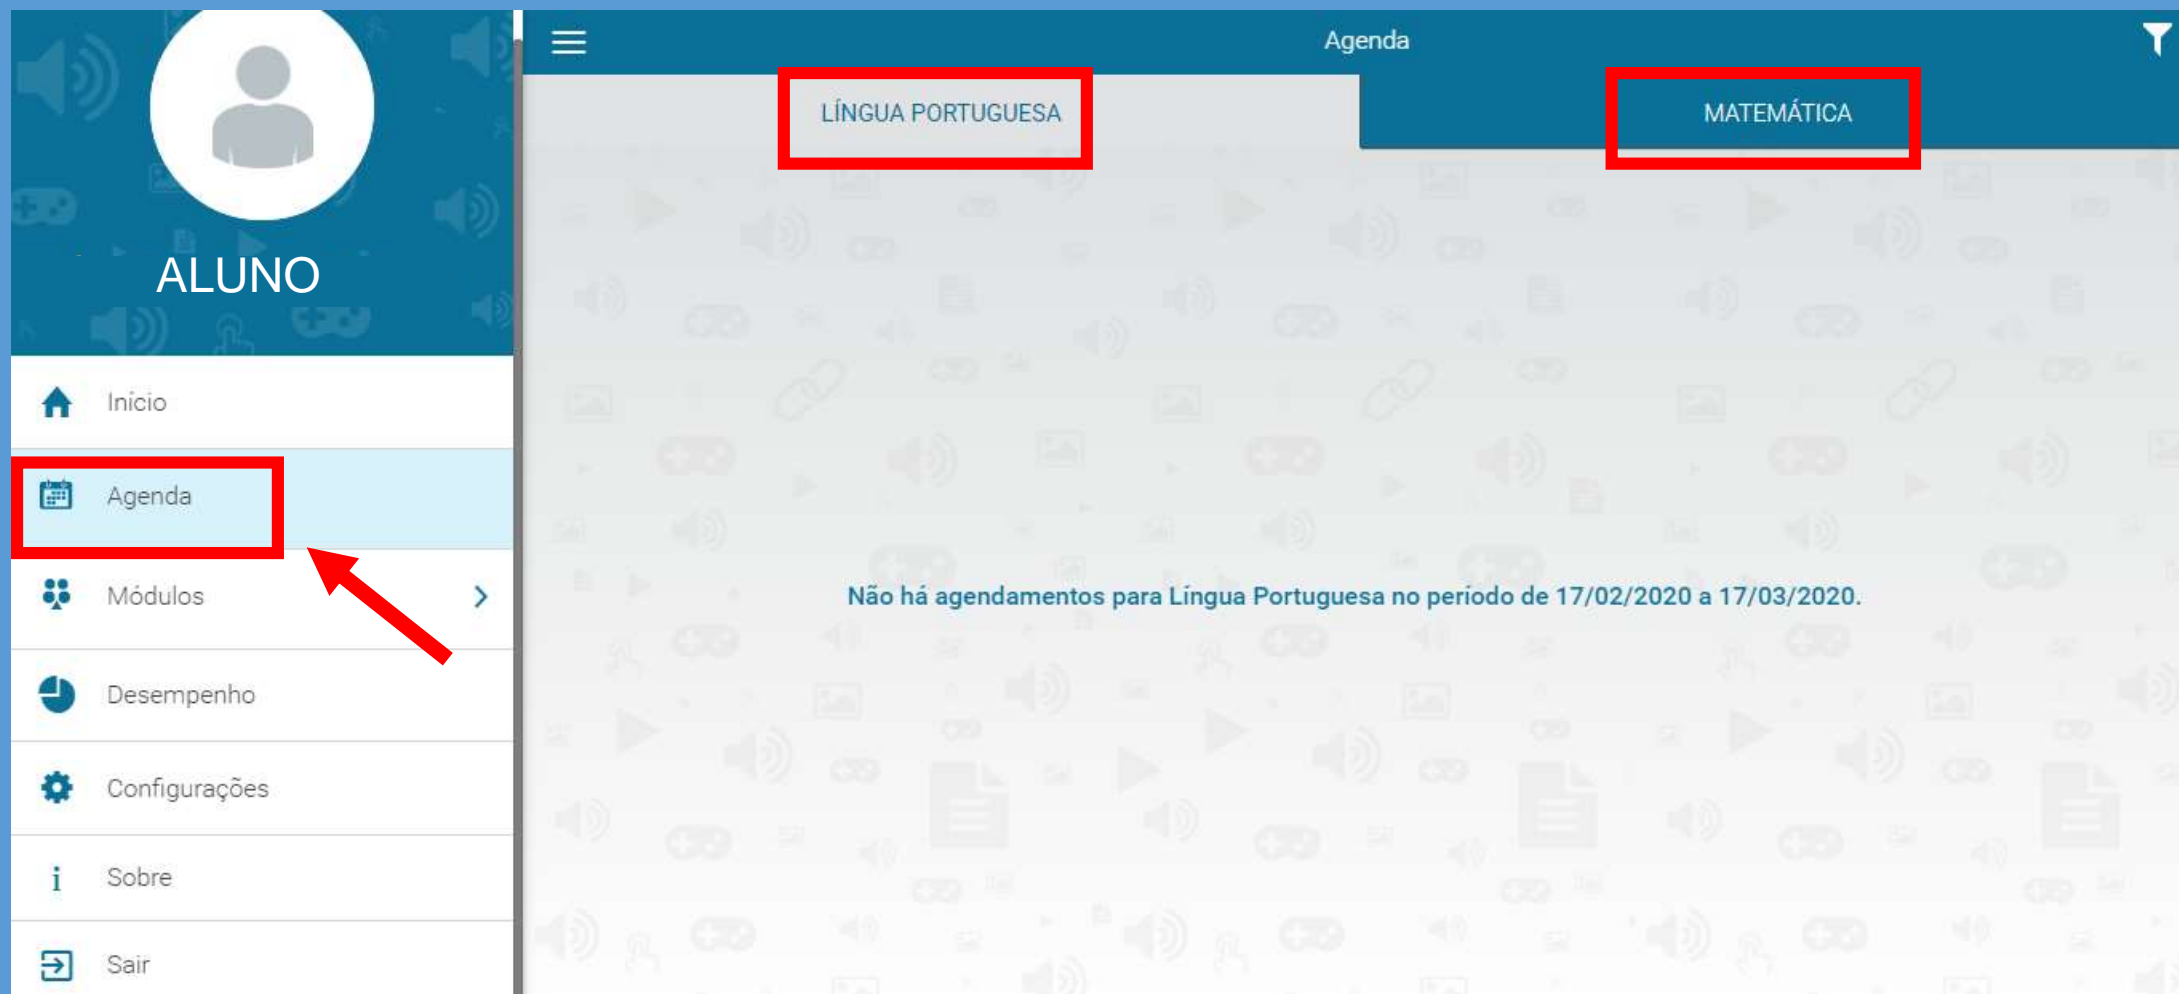 ALUNO
Início
Agenda
Módulos
Desempenho
Configurações
Sobre
Sair
Agenda
LÍNGUA PORTUGUESA
MATEMÁTICA
Não há agendamentos para Língua Portuguesa no período de 17/02/2020 a 17/03/2020.